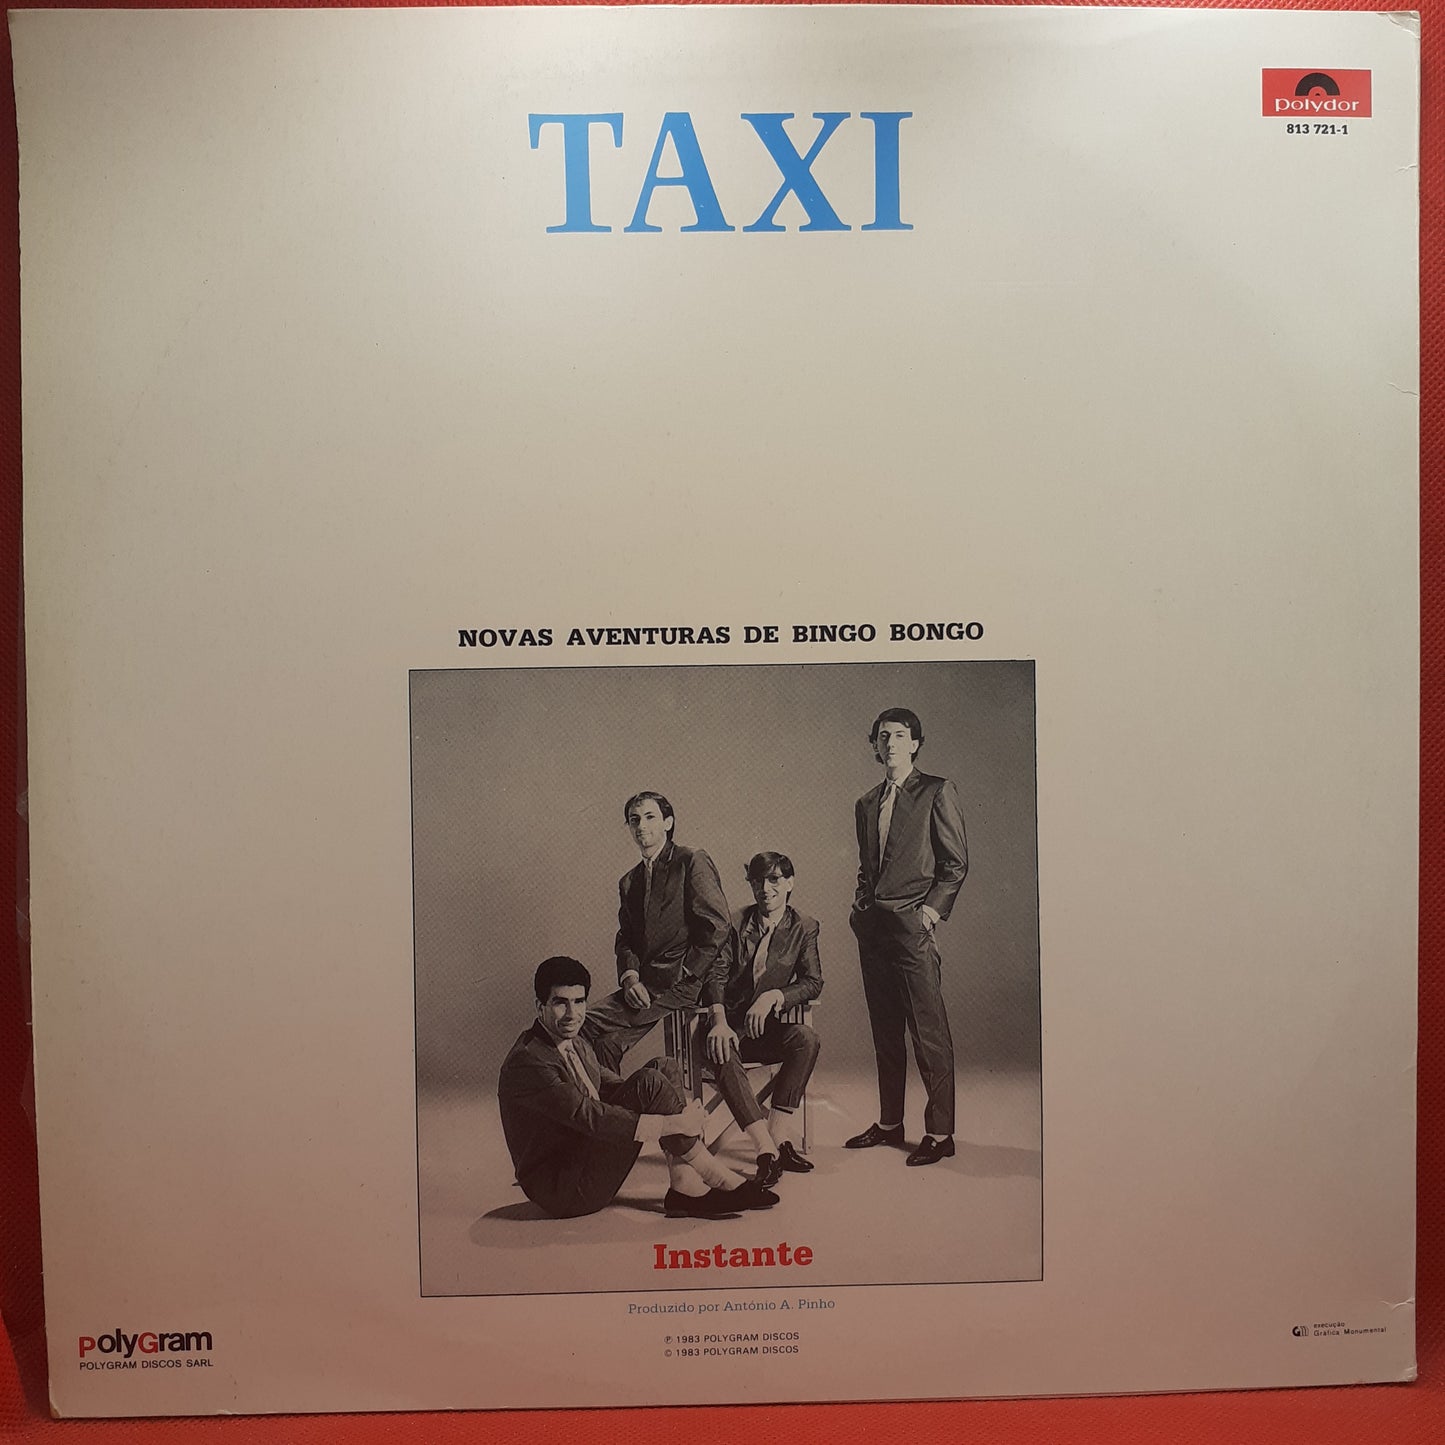 polydor
813 721-1
TAXI
NOVAS AVENTURAS DE BINGO BONGO
Instante
Produzido por António A. Pinho
℗ 1983 POLYGRAM DISCOS
© 1983 POLYGRAM DISCOS
PolyGram
POLYGRAM DISCOS SARL
GM execução
Gráfica Monumental